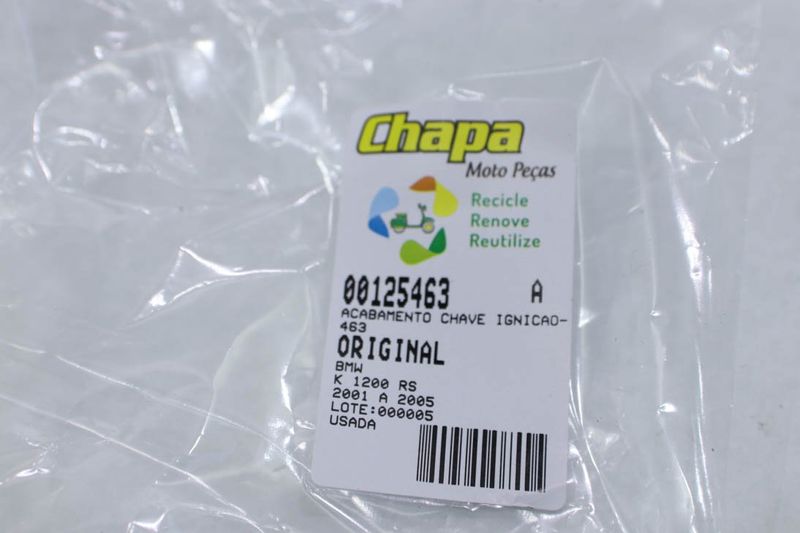 Chapa
Moto Peças
Recicle
Renove
Reutilize
00125463 A
ACABAMENTO CHAVE IGNICAO-
463
ORIGINAL
BMW
K 1200 RS
2001 A 2005
LOTE:000005
USADA